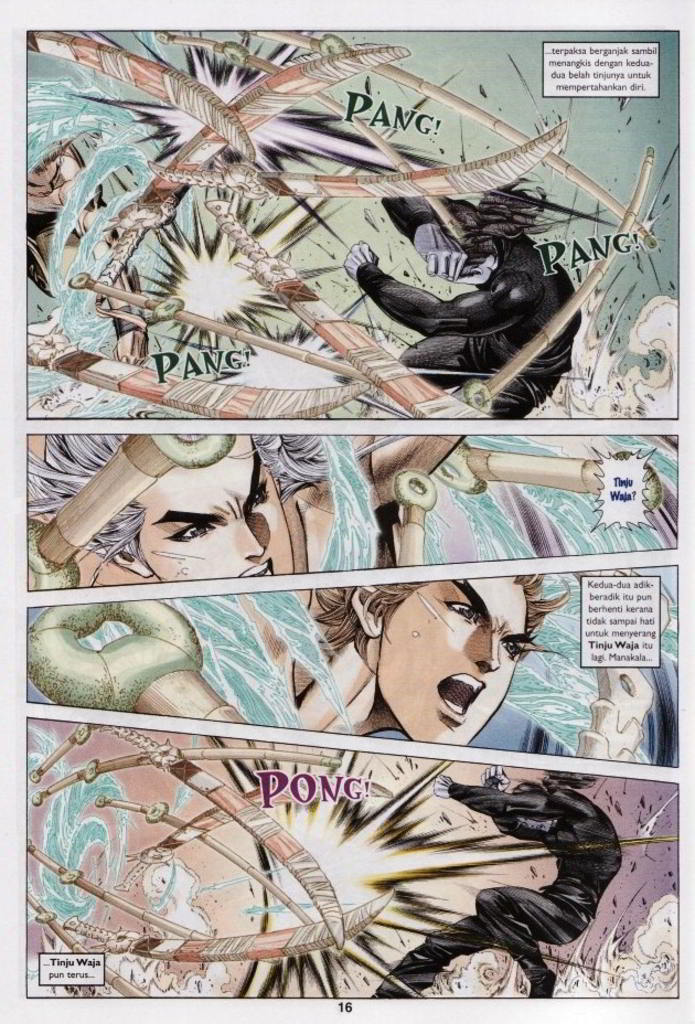 ...terpaksa berganjak sambil
menangkis dengan kedua-
dua belah tinjunya untuk
mempertahankan diri.
PANG!
PANG!
PANG!
Tinju
Waja?
Kedua-dua adik-
beradik itu pun
berhenti kerana
tidak sampai hati
untuk menyerang
Tinju Waja itu
lagi. Manakala...
PONG!
...Tinju Waja
pun terus...
16